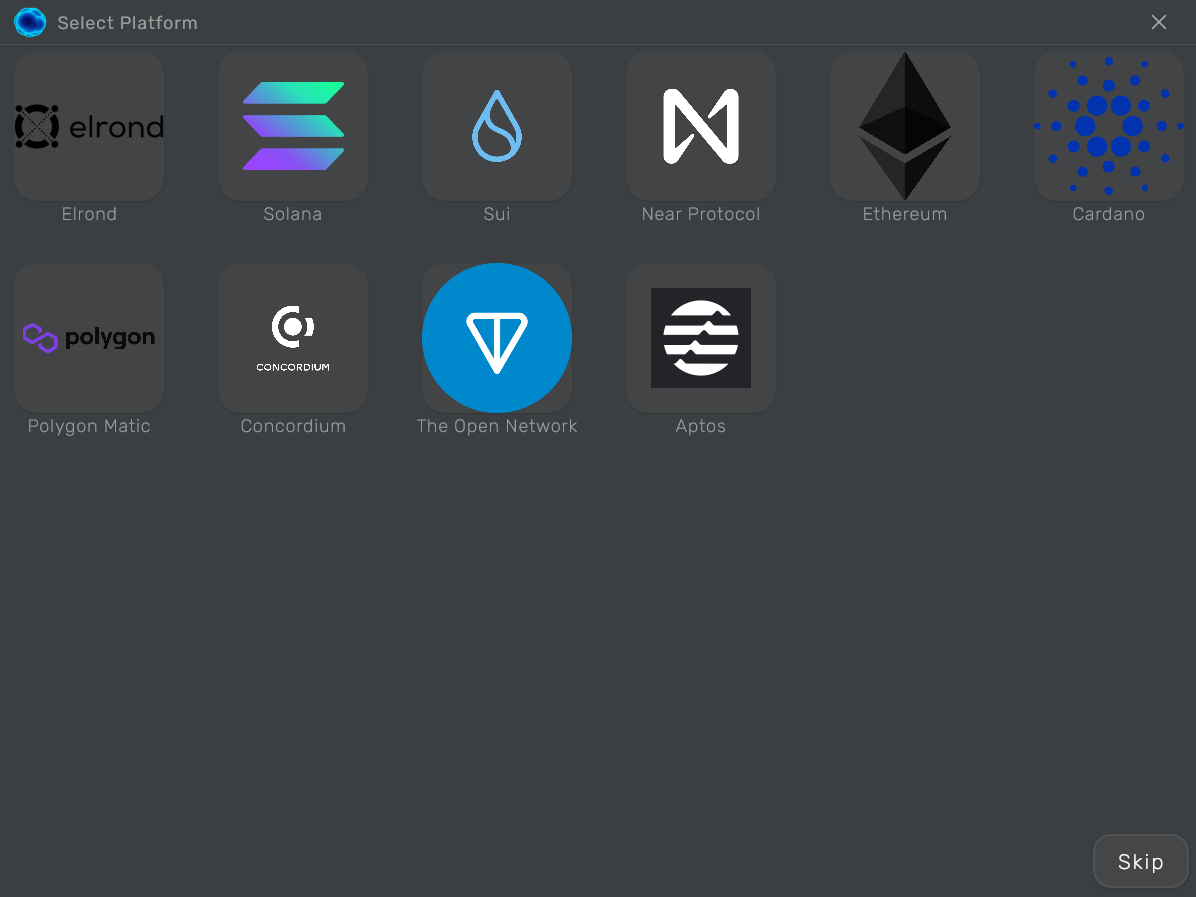 Select Platform
elrond
Elrond
Solana
Sui
Near Protocol
Ethereum
Cardano
polygon
CONCORDIUM
Polygon Matic
Concordium
The Open Network
Aptos
Skip